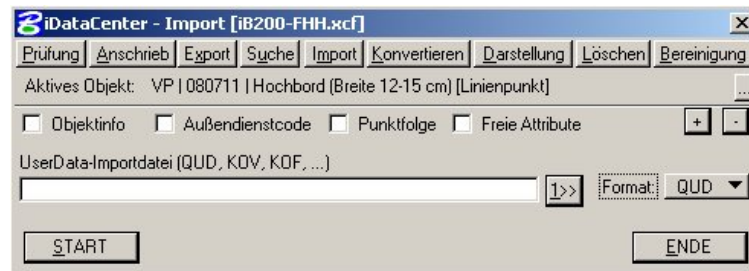 iDataCenter - Import [iB200-FHH.xcf]
Prüfung Anschrieb Export Suche Import Konvertieren Darstellung Löschen Bereinigung
Aktives Objekt: VP | 080711 | Hochbord (Breite 12-15 cm) [Linienpunkt] ...
Objektinfo Außendienstcode Punktfolge Freie Attribute + -
UserData-Importdatei (QUD, KOV, KOF, ...)
1>> Format: QUD
START ENDE